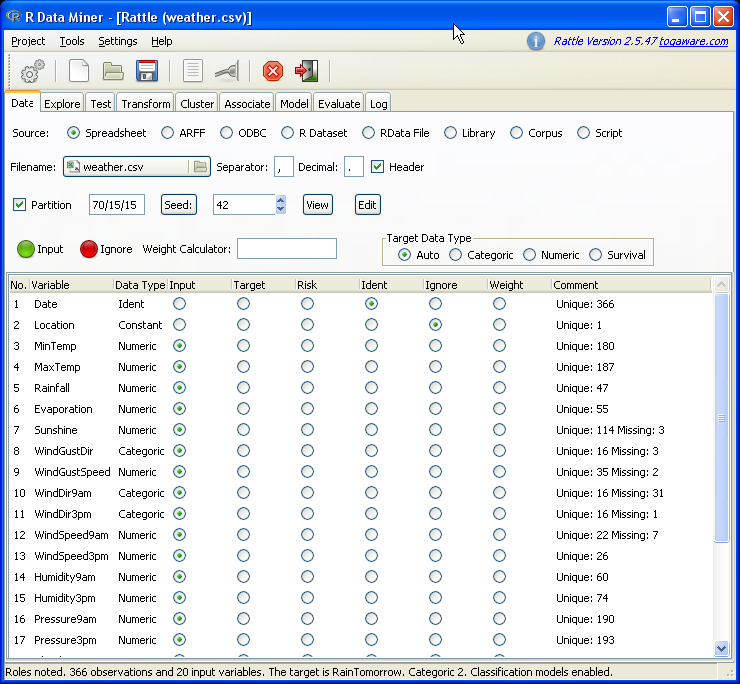 R Data Miner - [Rattle (weather.csv)]
Project Tools Settings Help
Rattle Version 2.5.47 togaware.com
Data Explore Test Transform Cluster Associate Model Evaluate Log
Source: Spreadsheet ARFF ODBC R Dataset RData File Library Corpus Script
Filename: weather.csv Separator: , Decimal: . Header
Partition 70/15/15 Seed: 42 View Edit
Target Data Type
Input Ignore Weight Calculator: Auto Categoric Numeric Survival
No. Variable Data Type Input Target Risk Ident Ignore Weight Comment
1 Date Ident Unique: 366
2 Location Constant Unique: 1
3 MinTemp Numeric Unique: 180
4 MaxTemp Numeric Unique: 187
5 Rainfall Numeric Unique: 47
6 Evaporation Numeric Unique: 55
7 Sunshine Numeric Unique: 114 Missing: 3
8 WindGustDir Categoric Unique: 16 Missing: 3
9 WindGustSpeed Numeric Unique: 35 Missing: 2
10 WindDir9am Categoric Unique: 16 Missing: 31
11 WindDir3pm Categoric Unique: 16 Missing: 1
12 WindSpeed9am Numeric Unique: 22 Missing: 7
13 WindSpeed3pm Numeric Unique: 26
14 Humidity9am Numeric Unique: 60
15 Humidity3pm Numeric Unique: 74
16 Pressure9am Numeric Unique: 190
17 Pressure3pm Numeric Unique: 193
Roles noted. 366 observations and 20 input variables. The target is RainTomorrow. Categoric 2. Classification models enabled.